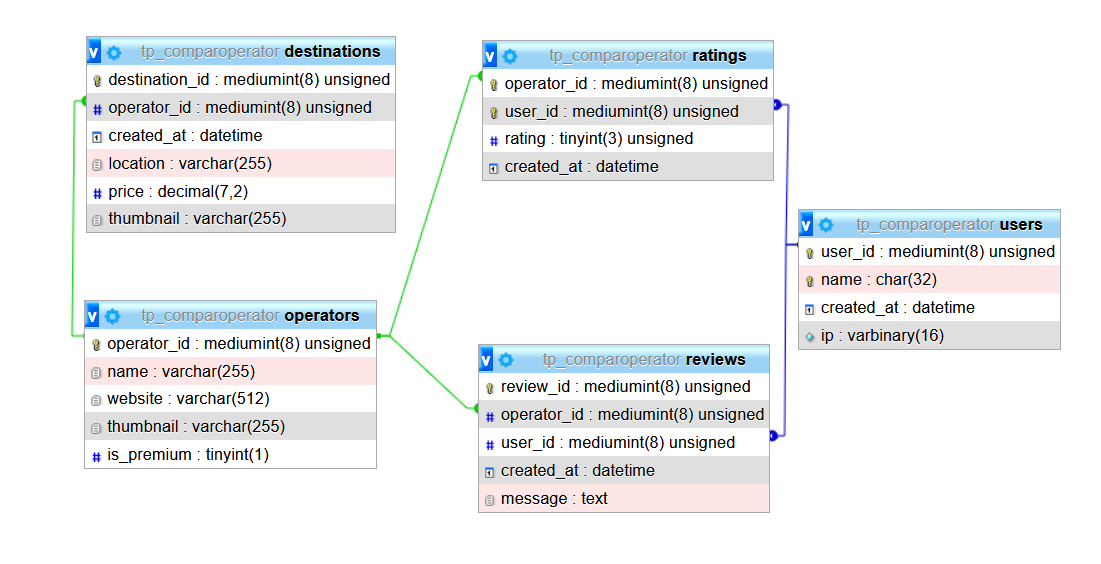 v tp_comparoperator destinations
destination_id : mediumint(8) unsigned
# operator_id : mediumint(8) unsigned
created_at : datetime
location : varchar(255)
# price : decimal(7,2)
thumbnail : varchar(255)
v tp_comparoperator ratings
operator_id : mediumint(8) unsigned
user_id : mediumint(8) unsigned
# rating : tinyint(3) unsigned
created_at : datetime
v tp_comparoperator users
user_id : mediumint(8) unsigned
name : char(32)
created_at : datetime
ip : varbinary(16)
v tp_comparoperator operators
operator_id : mediumint(8) unsigned
name : varchar(255)
website : varchar(512)
thumbnail : varchar(255)
# is_premium : tinyint(1)
v tp_comparoperator reviews
review_id : mediumint(8) unsigned
# operator_id : mediumint(8) unsigned
# user_id : mediumint(8) unsigned
created_at : datetime
message : text